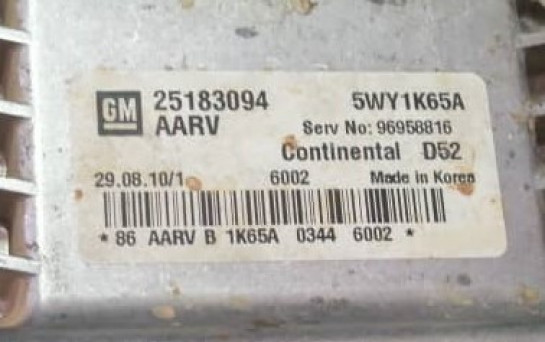 GM 25183094 5WY1K65A
AARV Serv No: 96958816
Continental D52
29.08.10/1 6002 Made in Korea
* 86 AARV B 1K65A 0344 6002 *